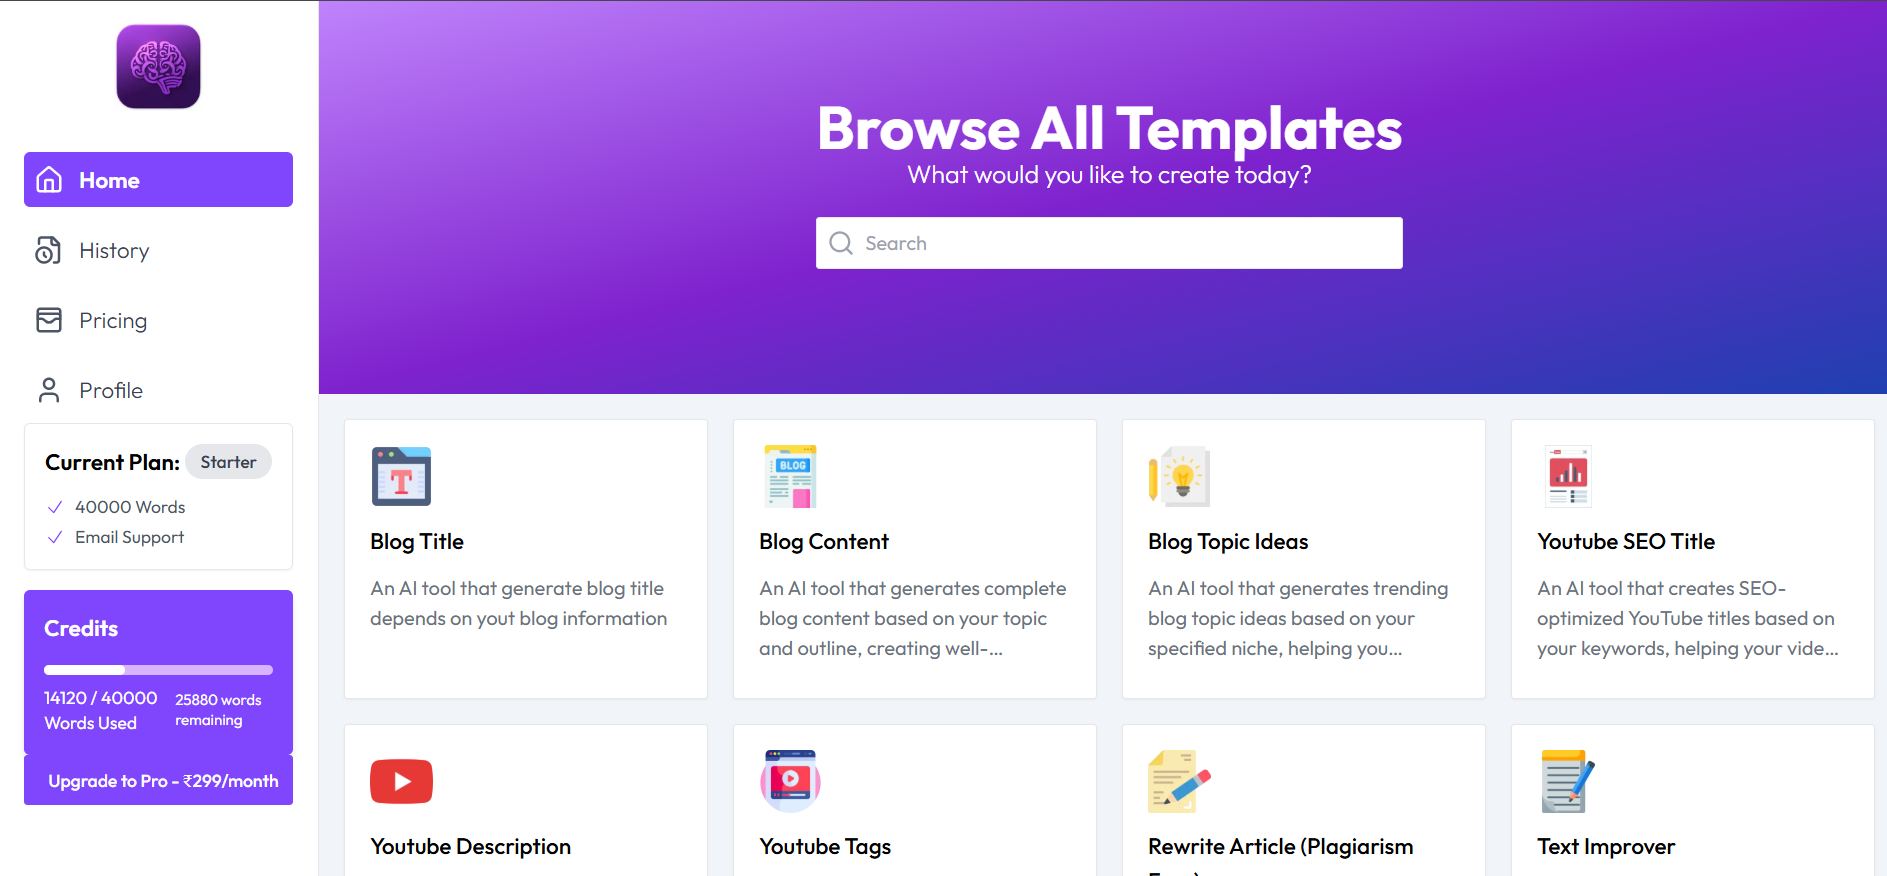 Home
History
Pricing
Profile
Current Plan: Starter
40000 Words
Email Support
Credits
14120 / 40000
Words Used
25880 words
remaining
Upgrade to Pro - ₹299/month
Browse All Templates
What would you like to create today?
Search
T
Blog Title
An AI tool that generate blog title
depends on yout blog information
BLOG
Blog Content
An AI tool that generates complete
blog content based on your topic
and outline, creating well-...
Blog Topic Ideas
An AI tool that generates trending
blog topic ideas based on your
specified niche, helping you...
Youtube SEO Title
An AI tool that creates SEO-
optimized YouTube titles based on
your keywords, helping your vide...
Youtube Description
Youtube Tags
Rewrite Article (Plagiarism
Text Improver